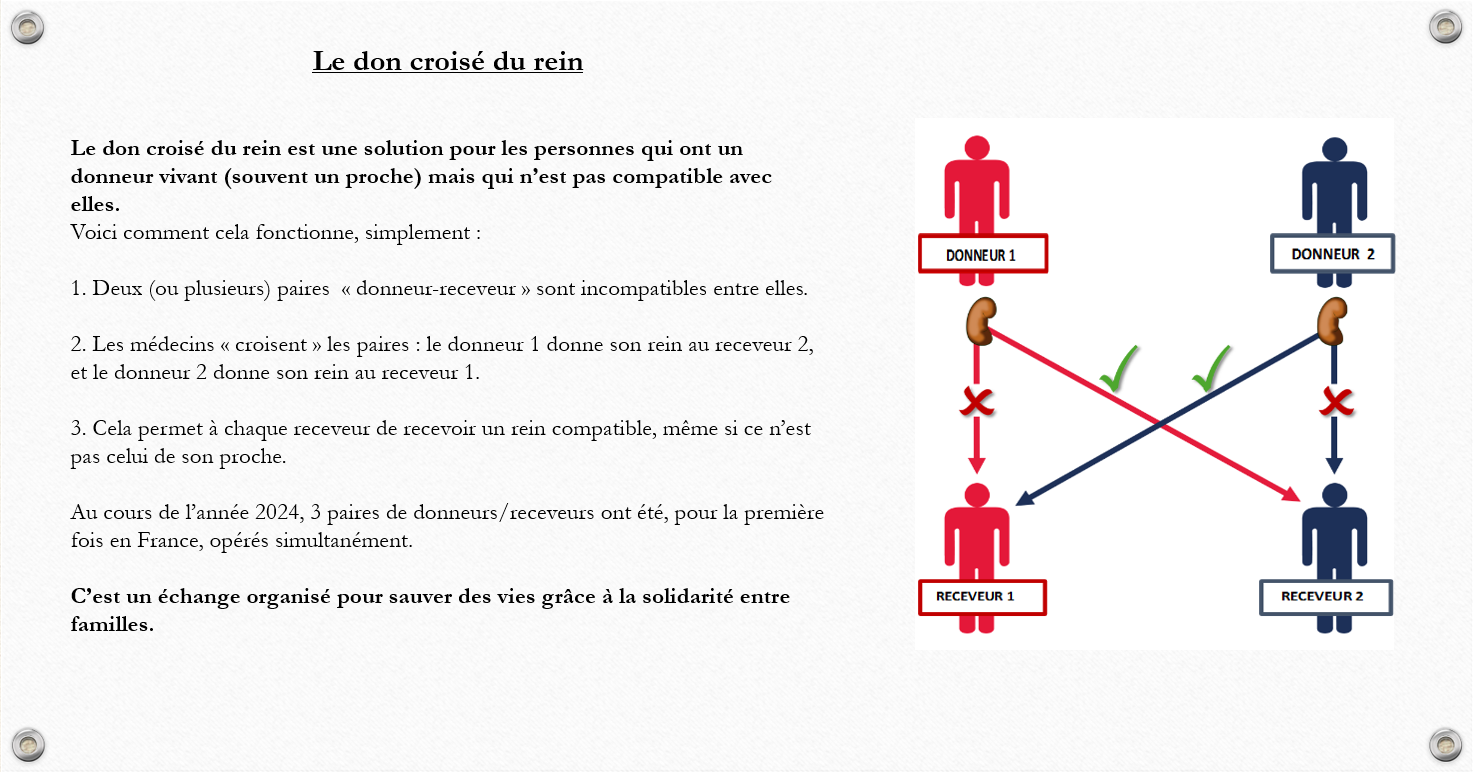 Le don croisé du rein
Le don croisé du rein est une solution pour les personnes qui ont un
donneur vivant (souvent un proche) mais qui n’est pas compatible avec
elles.
Voici comment cela fonctionne, simplement :
1. Deux (ou plusieurs) paires  « donneur-receveur » sont incompatibles entre elles.
2. Les médecins « croisent » les paires : le donneur 1 donne son rein au receveur 2,
et le donneur 2 donne son rein au receveur 1.
3. Cela permet à chaque receveur de recevoir un rein compatible, même si ce n’est
pas celui de son proche.
Au cours de l’année 2024, 3 paires de donneurs/receveurs ont été, pour la première
fois en France, opérés simultanément.
C’est un échange organisé pour sauver des vies grâce à la solidarité entre
familles.
DONNEUR 1
DONNEUR 2
RECEVEUR 1
RECEVEUR 2